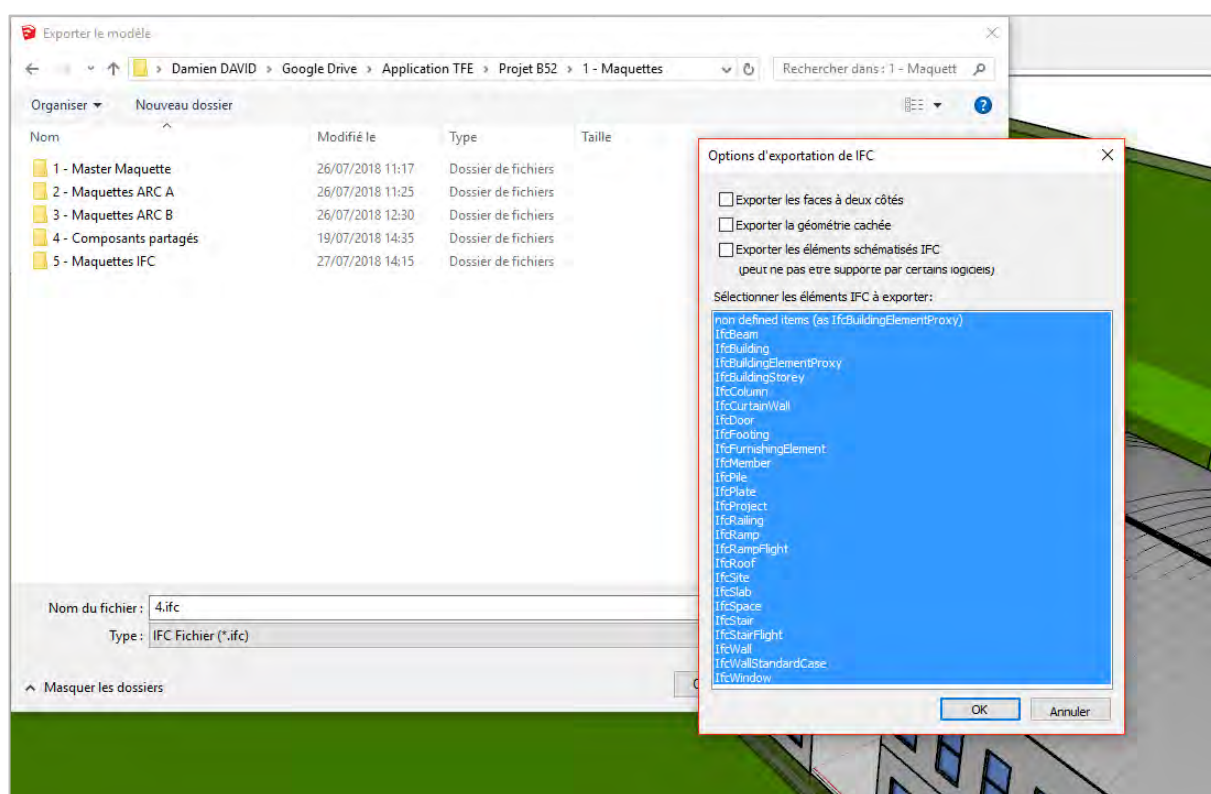 Exporter le modèle
> Damien DAVID > Google Drive > Application TFE > Projet B52 > 1 - Maquettes
Rechercher dans : 1 - Maquett
Organiser
Nouveau dossier
?
Nom
Modifié le
Type
Taille
1 - Master Maquette 26/07/2018 11:17 Dossier de fichiers
2 - Maquettes ARC A 26/07/2018 11:25 Dossier de fichiers
3 - Maquettes ARC B 26/07/2018 12:30 Dossier de fichiers
4 - Composants partagés 19/07/2018 14:35 Dossier de fichiers
5 - Maquettes IFC 27/07/2018 14:15 Dossier de fichiers
Nom du fichier : 4.ifc
Type : IFC Fichier (*.ifc)
Masquer les dossiers
Options d'exportation de IFC
Exporter les faces à deux côtés
Exporter la géométrie cachée
Exporter les éléments schématisés IFC
(peut ne pas etre supporte par certains logiciels)
Sélectionner les éléments IFC à exporter:
non defined items (as IfcBuildingElementProxy)
IfcBeam
IfcBuilding
IfcBuildingElementProxy
IfcBuildingStorey
IfcColumn
IfcCurtainWall
IfcDoor
IfcFooting
IfcFurnishingElement
IfcMember
IfcPile
IfcPlate
IfcProject
IfcRailing
IfcRamp
IfcRampFlight
IfcRoof
IfcSite
IfcSlab
IfcSpace
IfcStair
IfcStairFlight
IfcWall
IfcWallStandardCase
IfcWindow
OK
Annuler